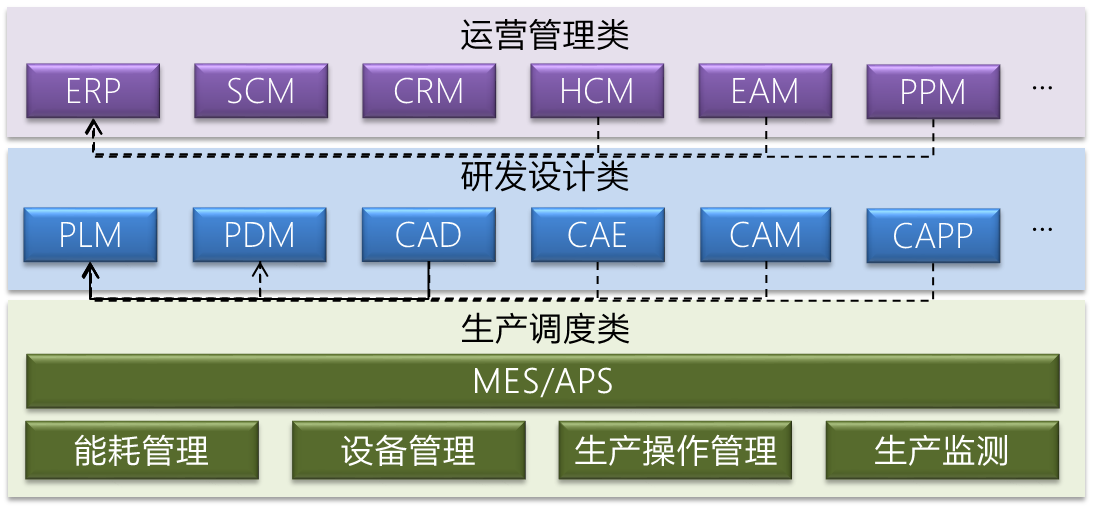 运营管理类
ERP SCM CRM HCM EAM PPM ...
研发设计类
PLM PDM CAD CAE CAM CAPP ...
生产调度类
MES/APS
能耗管理 设备管理 生产操作管理 生产监测